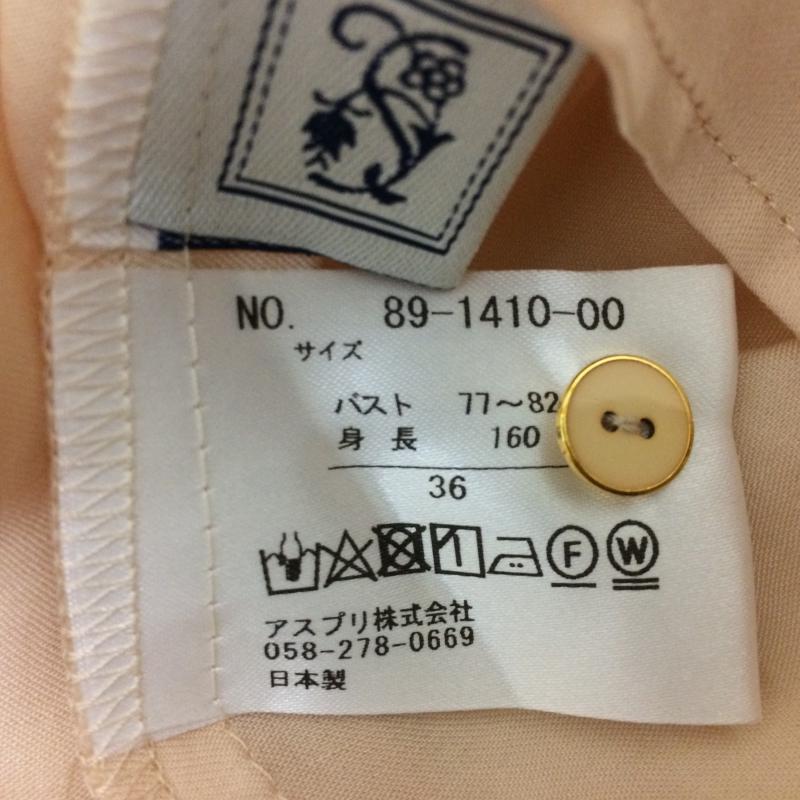 NO. 89-1410-00
サイズ
バスト 77～82
身長 160
36
F W
アスプリ株式会社
058-278-0669
日本製